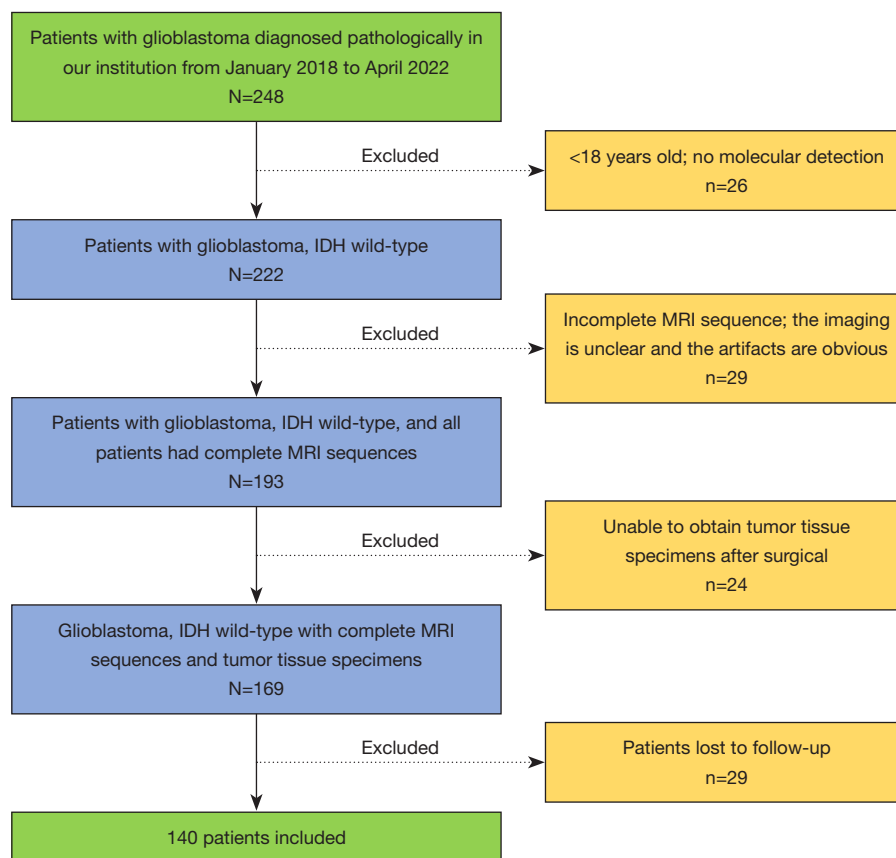 Patients with glioblastoma diagnosed pathologically in
our institution from January 2018 to April 2022
N=248
Excluded
<18 years old; no molecular detection
n=26
Patients with glioblastoma, IDH wild-type
N=222
Excluded
Incomplete MRI sequence; the imaging
is unclear and the artifacts are obvious
n=29
Patients with glioblastoma, IDH wild-type, and all
patients had complete MRI sequences
N=193
Excluded
Unable to obtain tumor tissue
specimens after surgical
n=24
Glioblastoma, IDH wild-type with complete MRI
sequences and tumor tissue specimens
N=169
Excluded
Patients lost to follow-up
n=29
140 patients included